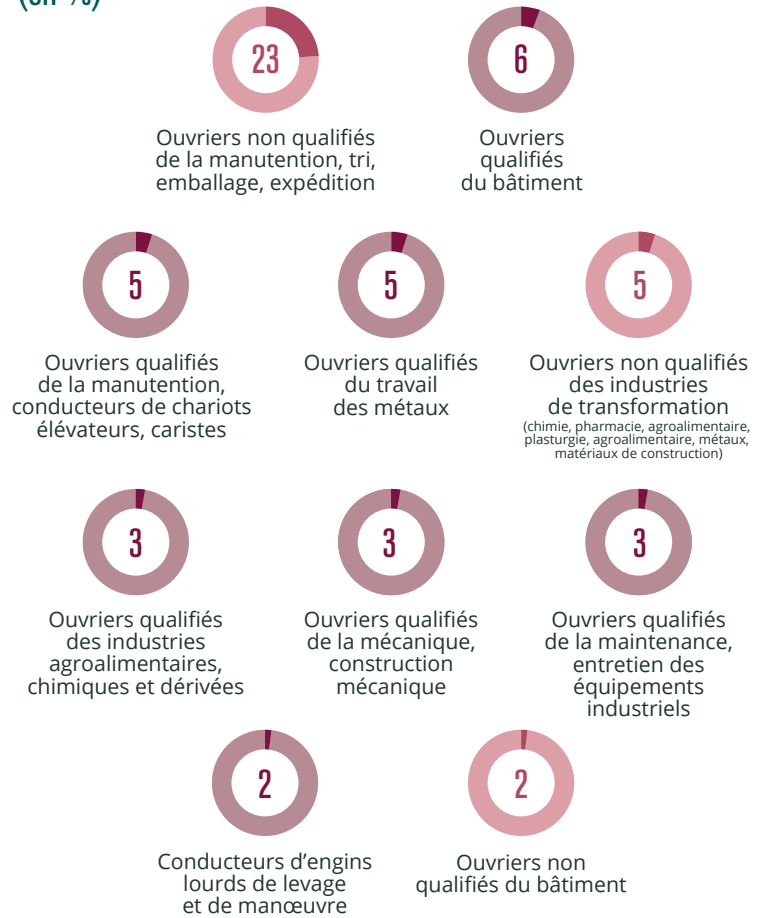 (en %)
23
Ouvriers non qualifiés
de la manutention, tri,
emballage, expédition
6
Ouvriers
qualifiés
du bâtiment
5
Ouvriers qualifiés
de la manutention,
conducteurs de chariots
élévateurs, caristes
5
Ouvriers qualifiés
du travail
des métaux
5
Ouvriers non qualifiés
des industries
de transformation
(chimie, pharmacie, agroalimentaire,
plasturgie, agroalimentaire, métaux,
matériaux de construction)
3
Ouvriers qualifiés
des industries
agroalimentaires,
chimiques et dérivées
3
Ouvriers qualifiés
de la mécanique,
construction
mécanique
3
Ouvriers qualifiés
de la maintenance,
entretien des
équipements
industriels
2
Conducteurs d’engins
lourds de levage
et de manœuvre
2
Ouvriers non
qualifiés du bâtiment